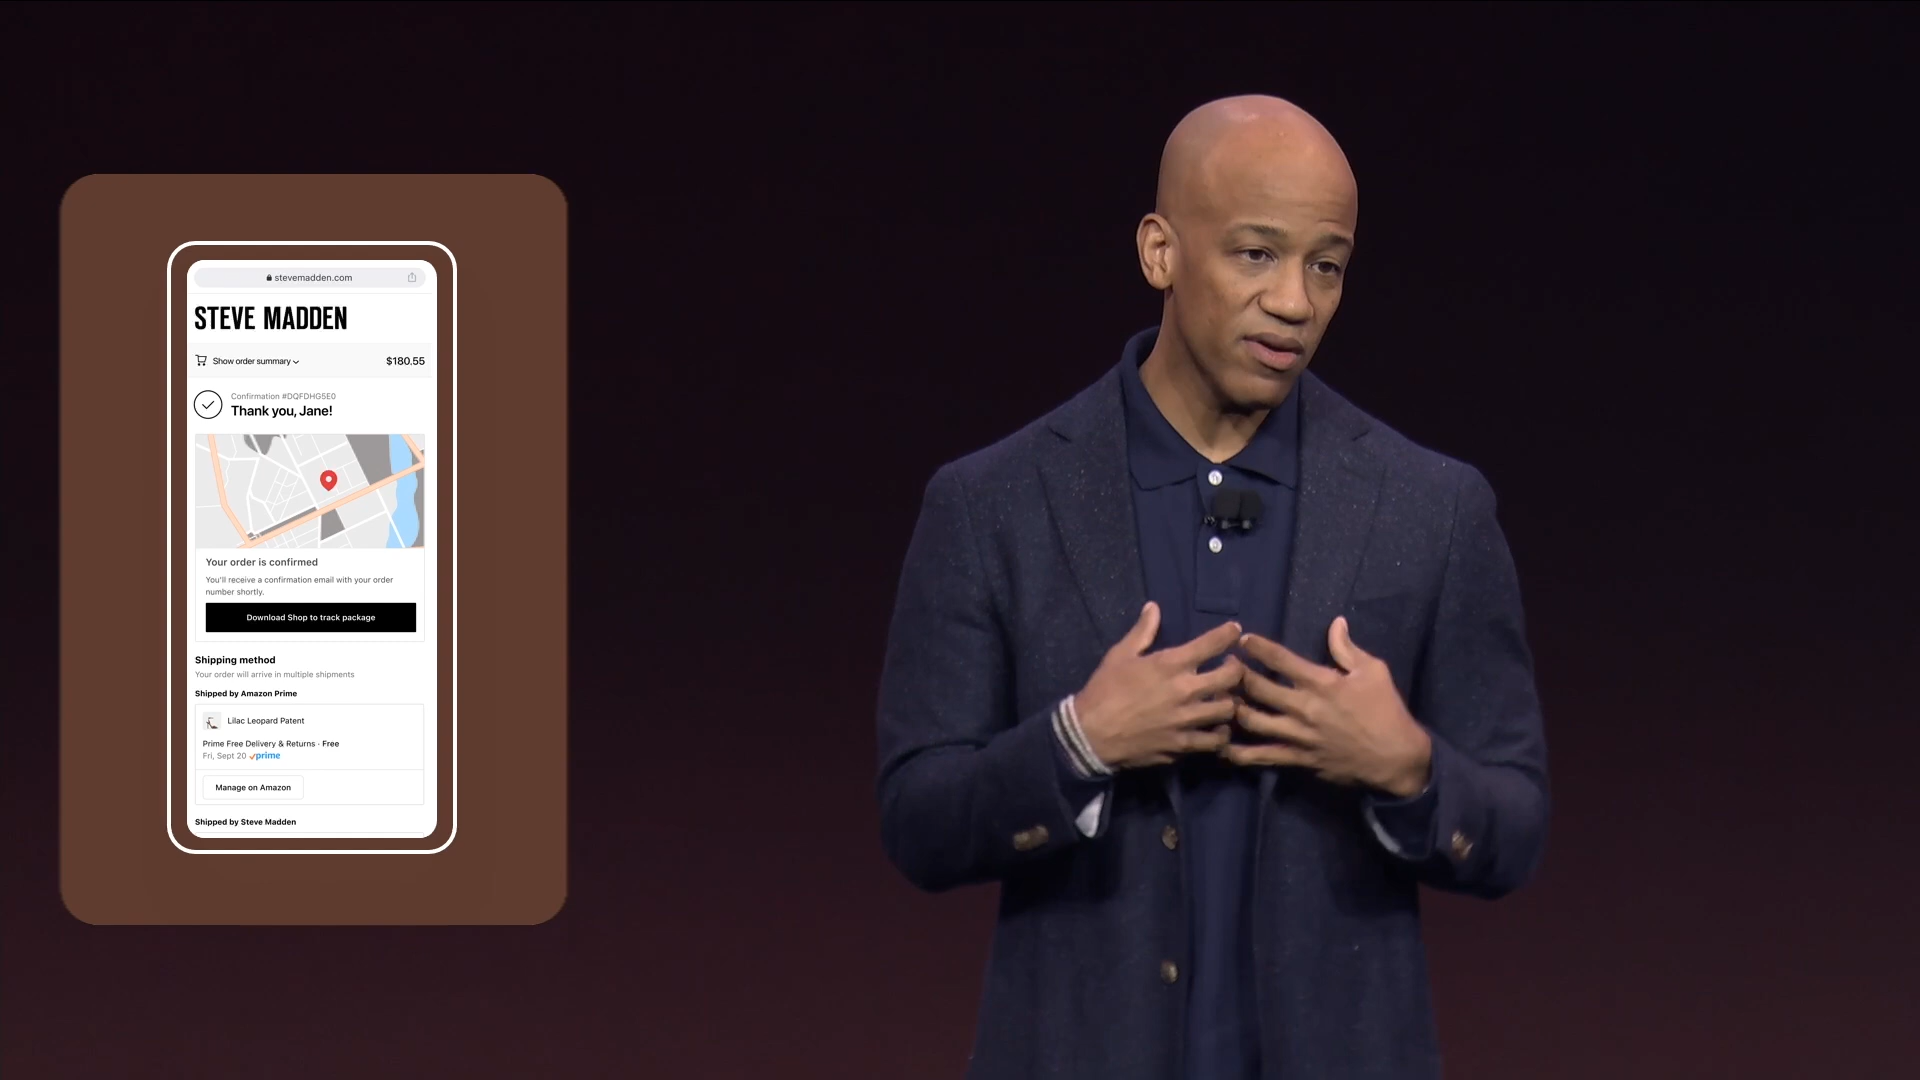 stevemadden.com
STEVE MADDEN
Show order summary
$180.55
Confirmation #DQFDHG5E0
Thank you, Jane!
Your order is confirmed
You'll receive a confirmation email with your order
number shortly.
Download Shop to track package
Shipping method
Your order will arrive in multiple shipments
Shipped by Amazon Prime
Lilac Leopard Patent
Prime Free Delivery & Returns · Free
Fri, Sept 20 prime
Manage on Amazon
Shipped by Steve Madden